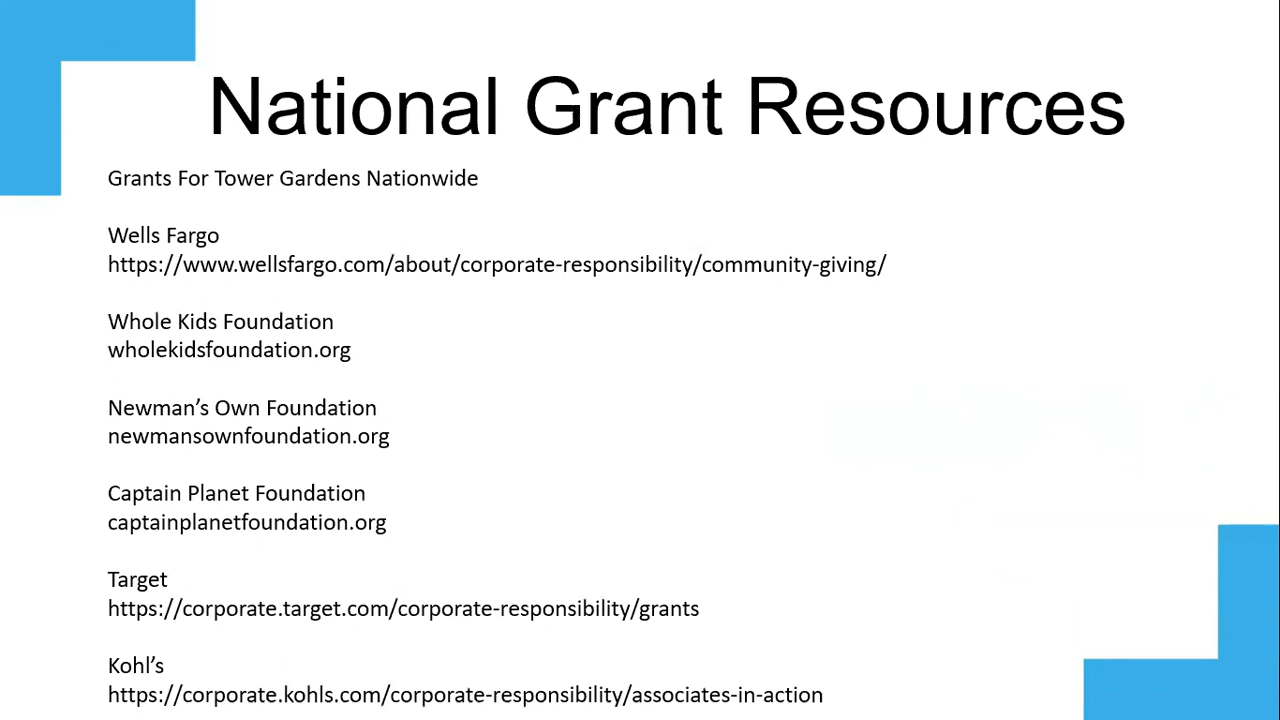 National Grant Resources
Grants For Tower Gardens Nationwide
Wells Fargo
https://www.wellsfargo.com/about/corporate-responsibility/community-giving/
Whole Kids Foundation
wholekidsfoundation.org
Newman’s Own Foundation
newmansownfoundation.org
Captain Planet Foundation
captainplanetfoundation.org
Target
https://corporate.target.com/corporate-responsibility/grants
Kohl’s
https://corporate.kohls.com/corporate-responsibility/associates-in-action